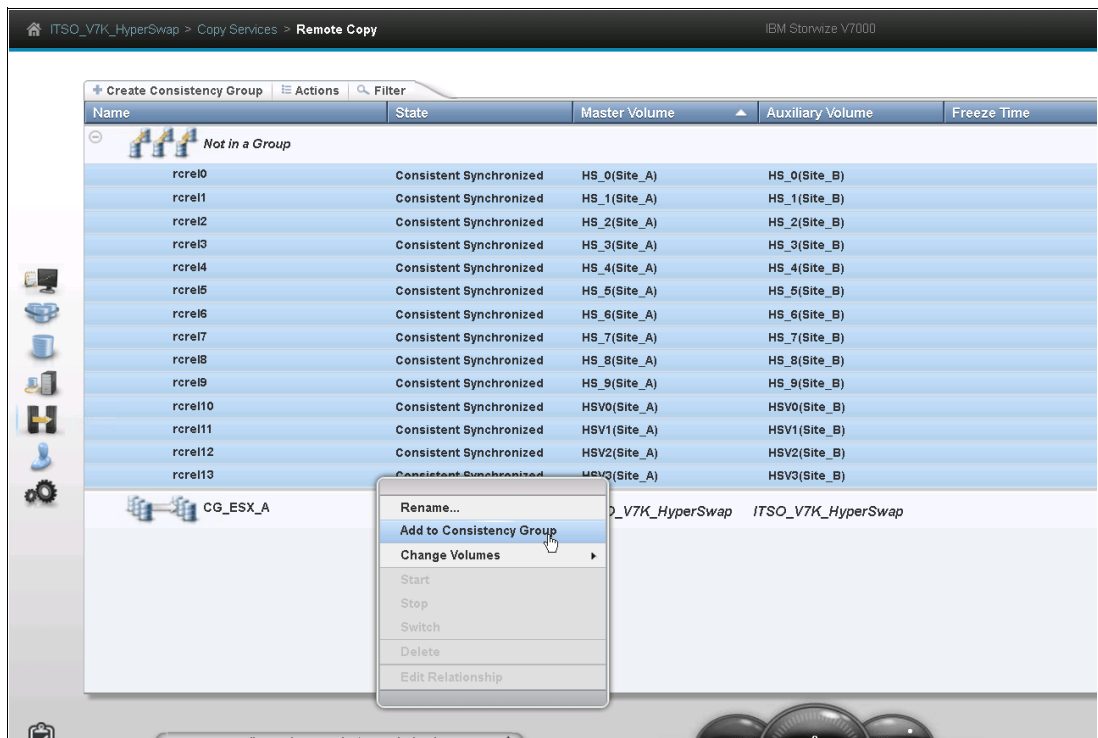 ITSO_V7K_HyperSwap > Copy Services > Remote Copy IBM Storwize V7000
Create Consistency Group Actions Filter
Name State Master Volume Auxiliary Volume Freeze Time
Not in a Group
rcrel0 Consistent Synchronized HS_0(Site_A) HS_0(Site_B)
rcrel1 Consistent Synchronized HS_1(Site_A) HS_1(Site_B)
rcrel2 Consistent Synchronized HS_2(Site_A) HS_2(Site_B)
rcrel3 Consistent Synchronized HS_3(Site_A) HS_3(Site_B)
rcrel4 Consistent Synchronized HS_4(Site_A) HS_4(Site_B)
rcrel5 Consistent Synchronized HS_5(Site_A) HS_5(Site_B)
rcrel6 Consistent Synchronized HS_6(Site_A) HS_6(Site_B)
rcrel7 Consistent Synchronized HS_7(Site_A) HS_7(Site_B)
rcrel8 Consistent Synchronized HS_8(Site_A) HS_8(Site_B)
rcrel9 Consistent Synchronized HS_9(Site_A) HS_9(Site_B)
rcrel10 Consistent Synchronized HSV0(Site_A) HSV0(Site_B)
rcrel11 Consistent Synchronized HSV1(Site_A) HSV1(Site_B)
rcrel12 Consistent Synchronized HSV2(Site_A) HSV2(Site_B)
rcrel13 Consistent Synchronized HSV3(Site_A) HSV3(Site_B)
CG_ESX_A O_V7K_HyperSwap ITSO_V7K_HyperSwap
Rename...
Add to Consistency Group
Change Volumes
Start
Stop
Switch
Delete
Edit Relationship